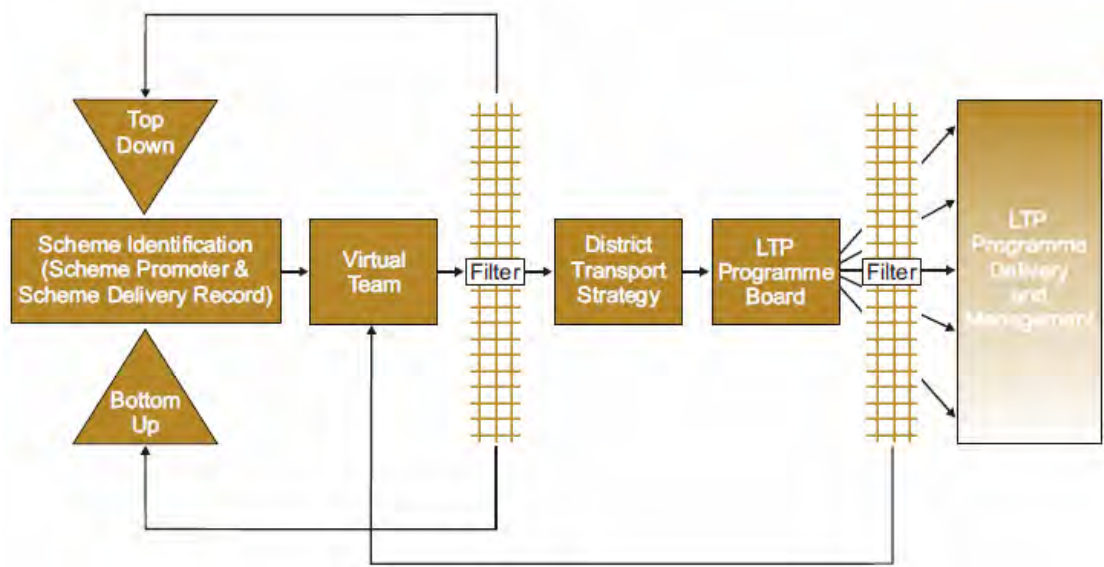 Top
Down
Scheme Identification
(Scheme Promoter &
Scheme Delivery Record)
Bottom
Up
Virtual
Team
Filter
District
Transport
Strategy
LTP
Programme
Board
Filter
LTP
Programme
Delivery
and
Management